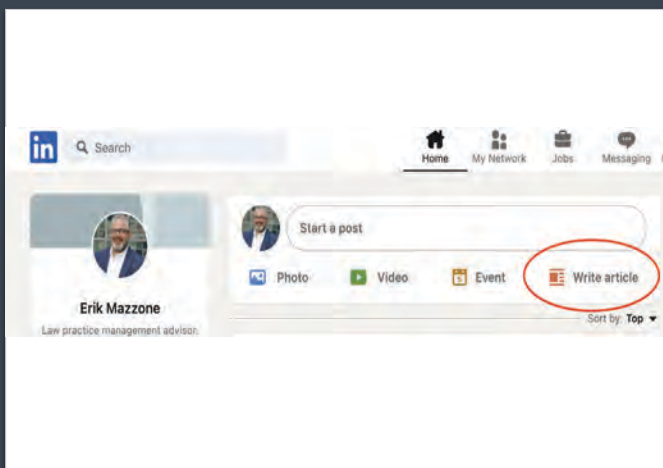 in Search
Home My Network Jobs Messaging
Start a post
Photo Video Event Write article
Erik Mazzone
Law practice management advisor.
Sort by: Top